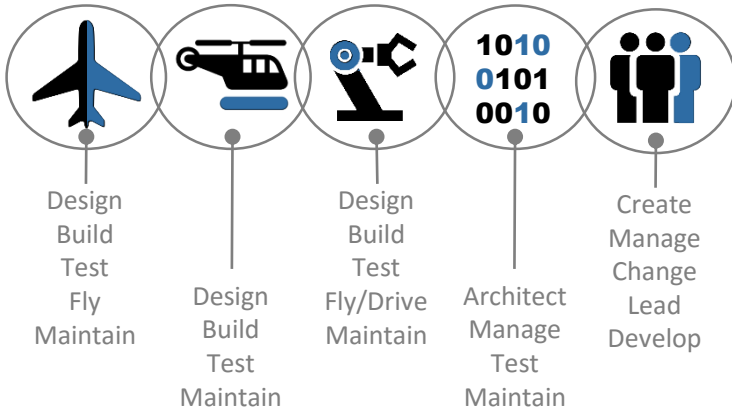 1010
0101
0010
Design
Build
Test
Fly
Maintain
Design
Build
Test
Maintain
Design
Build
Test
Fly/Drive
Maintain
Architect
Manage
Test
Maintain
Create
Manage
Change
Lead
Develop